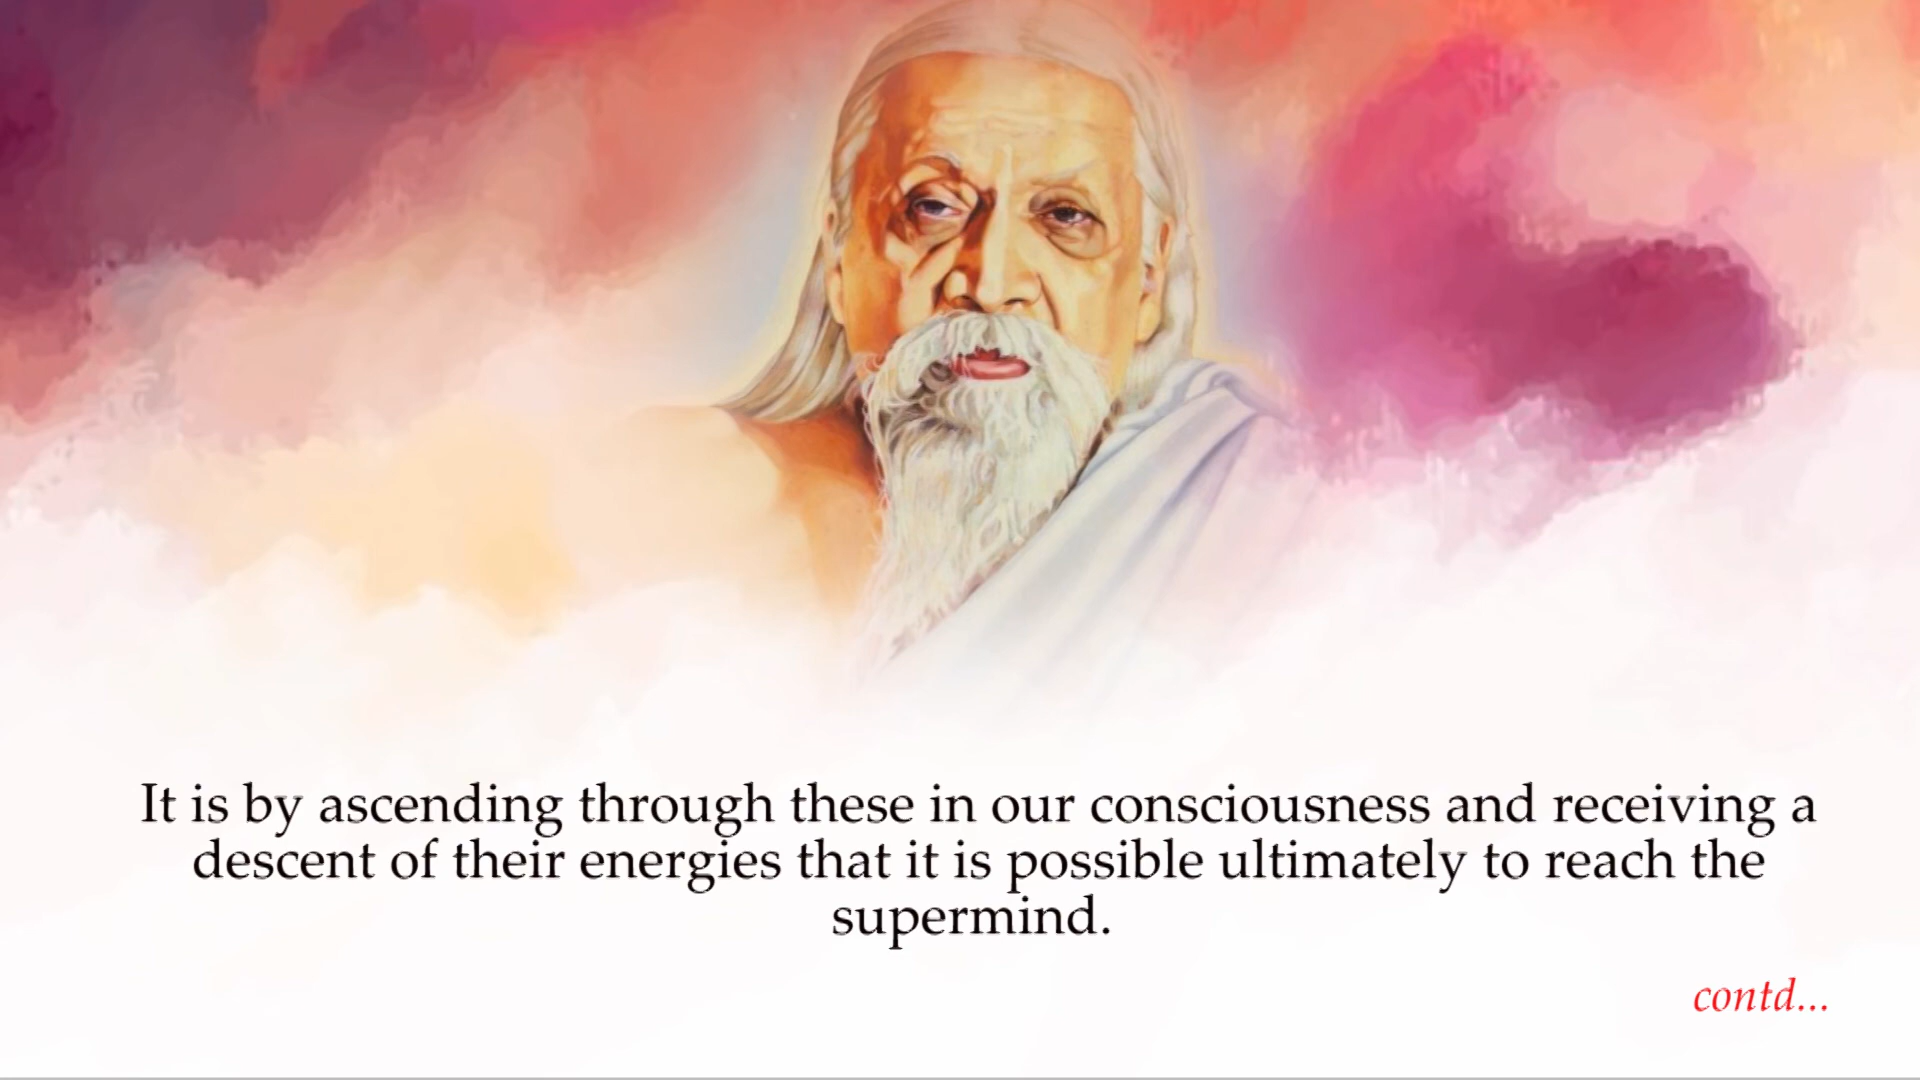 It is by ascending through these in our consciousness and receiving a
descent of their energies that it is possible ultimately to reach the
supermind.
contd...